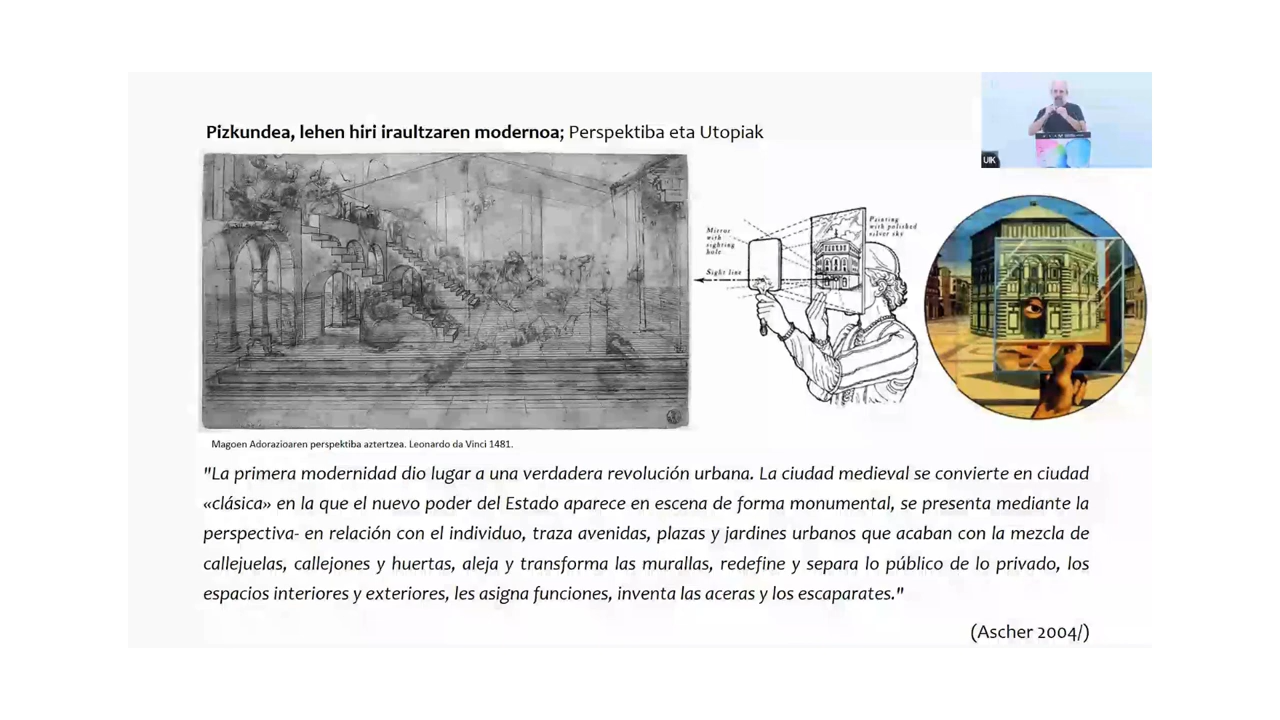 Pizkundea, lehen hiri iraultzaren modernoa; Perspektiba eta Utopiak
UIK
Mirror
with
sighting
hole
Sight line
Painting
with polished
silver sky
Magoen Adorazioaren perspektiba aztertzea. Leonardo da Vinci 1481.
"La primera modernidad dio lugar a una verdadera revolución urbana. La ciudad medieval se convierte en ciudad
«clásica» en la que el nuevo poder del Estado aparece en escena de forma monumental, se presenta mediante la
perspectiva- en relación con el individuo, traza avenidas, plazas y jardines urbanos que acaban con la mezcla de
callejuelas, callejones y huertas, aleja y transforma las murallas, redefine y separa lo público de lo privado, los
espacios interiores y exteriores, les asigna funciones, inventa las aceras y los escaparates."
(Ascher 2004/)